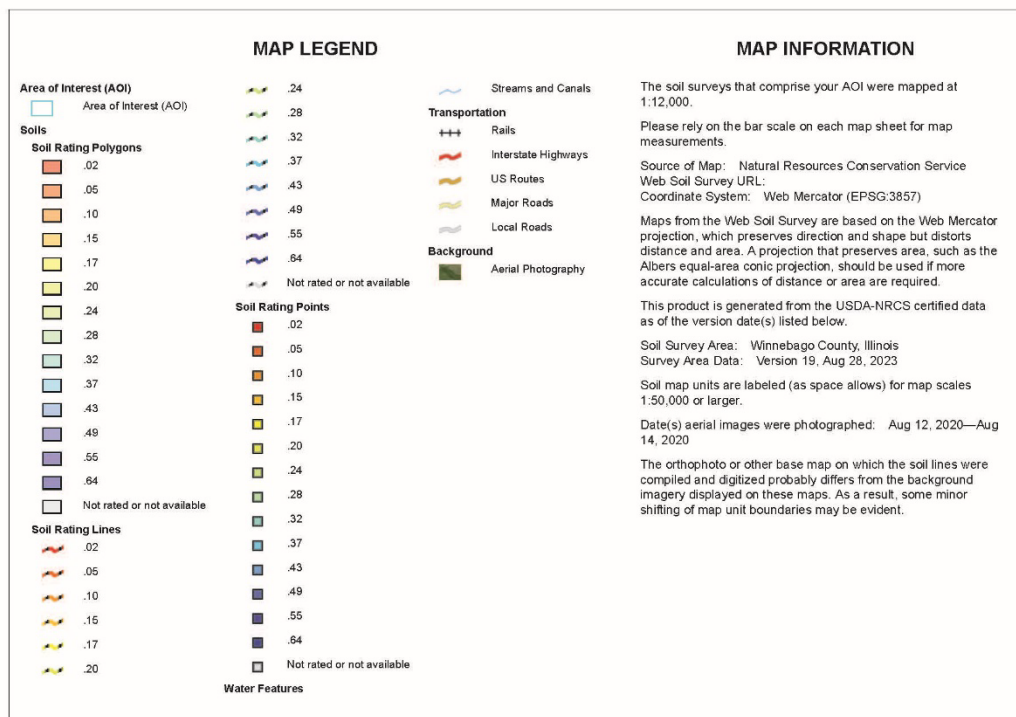 MAP LEGEND
Area of Interest (AOI)
Area of Interest (AOI)
Soils
Soil Rating Polygons
.02
.05
.10
.15
.17
.20
.24
.28
.32
.37
.43
.49
.55
.64
Not rated or not available
Soil Rating Lines
.02
.05
.10
.15
.17
.20
.24
.28
.32
.37
.43
.49
.55
.64
Not rated or not available
Soil Rating Points
.02
.05
.10
.15
.17
.20
.24
.28
.32
.37
.43
.49
.55
.64
Not rated or not available
Water Features
Streams and Canals
Transportation
Rails
Interstate Highways
US Routes
Major Roads
Local Roads
Background
Aerial Photography
MAP INFORMATION
The soil surveys that comprise your AOI were mapped at
1:12,000.
Please rely on the bar scale on each map sheet for map
measurements.
Source of Map: Natural Resources Conservation Service
Web Soil Survey URL:
Coordinate System: Web Mercator (EPSG:3857)
Maps from the Web Soil Survey are based on the Web Mercator
projection, which preserves direction and shape but distorts
distance and area. A projection that preserves area, such as the
Albers equal-area conic projection, should be used if more
accurate calculations of distance or area are required.
This product is generated from the USDA-NRCS certified data
as of the version date(s) listed below.
Soil Survey Area: Winnebago County, Illinois
Survey Area Data: Version 19, Aug 28, 2023
Soil map units are labeled (as space allows) for map scales
1:50,000 or larger.
Date(s) aerial images were photographed: Aug 12, 2020—Aug
14, 2020
The orthophoto or other base map on which the soil lines were
compiled and digitized probably differs from the background
imagery displayed on these maps. As a result, some minor
shifting of map unit boundaries may be evident.